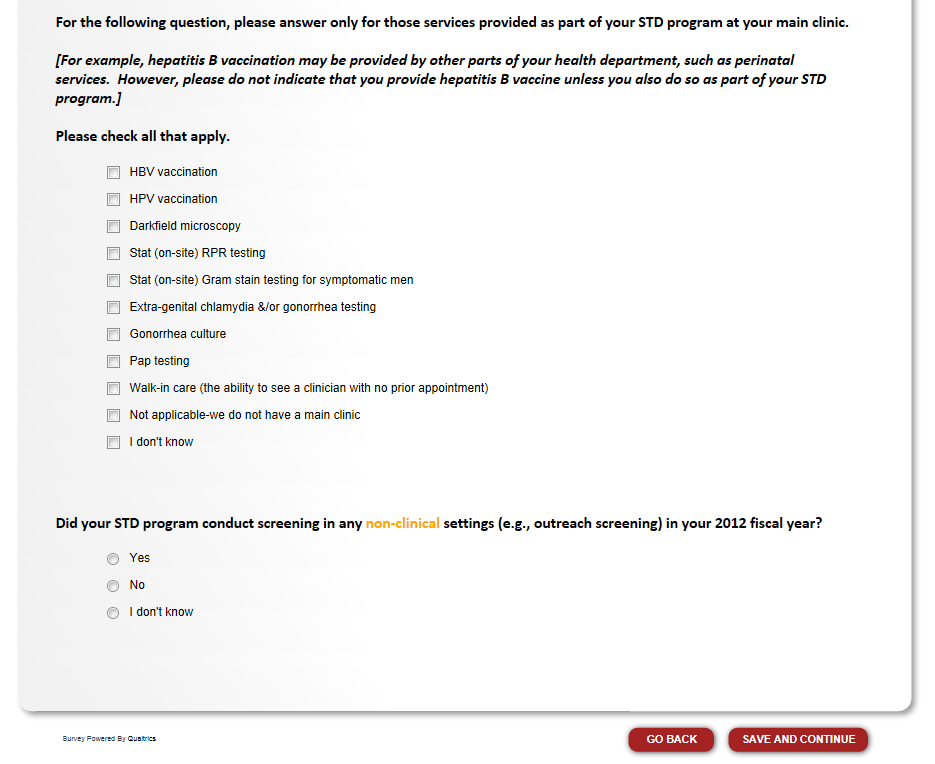 For the following question, please answer only for those services provided as part of your STD program at your main clinic.
[For example, hepatitis B vaccination may be provided by other parts of your health department, such as perinatal
services.  However, please do not indicate that you provide hepatitis B vaccine unless you also do so as part of your STD
program.]
Please check all that apply.
HBV vaccination
HPV vaccination
Darkfield microscopy
Stat (on-site) RPR testing
Stat (on-site) Gram stain testing for symptomatic men
Extra-genital chlamydia &/or gonorrhea testing
Gonorrhea culture
Pap testing
Walk-in care (the ability to see a clinician with no prior appointment)
Not applicable-we do not have a main clinic
I don't know
Did your STD program conduct screening in any non-clinical settings (e.g., outreach screening) in your 2012 fiscal year?
Yes
No
I don't know
Survey Powered By Qualtrics
GO BACK
SAVE AND CONTINUE